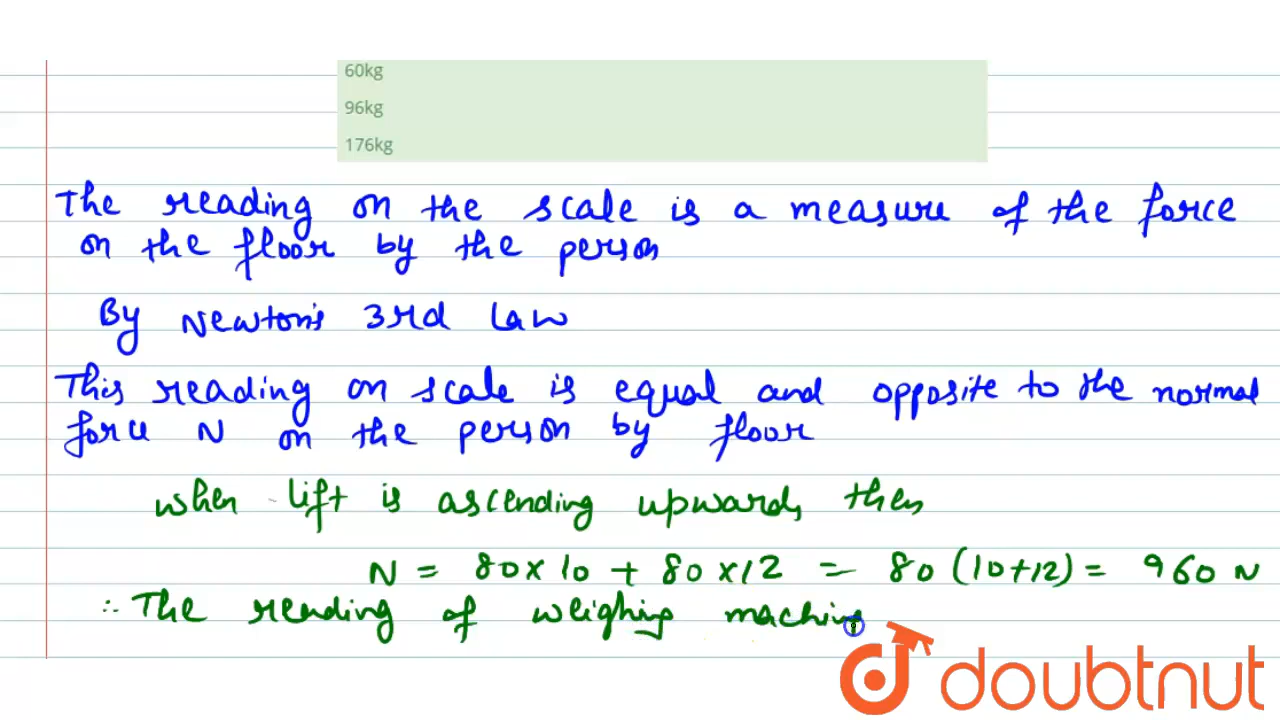 60kg
96kg
176kg
The reading on the scale is a measure of the force
on the floor by the person
By Newton's 3rd law
This reading on scale is equal and opposite to the normal
force N on the person by floor
when lift is ascending upwards then
N = 80×10 + 80×12 = 80(10+12) = 960 N
∴ The reading of weighing machine
doubtnut